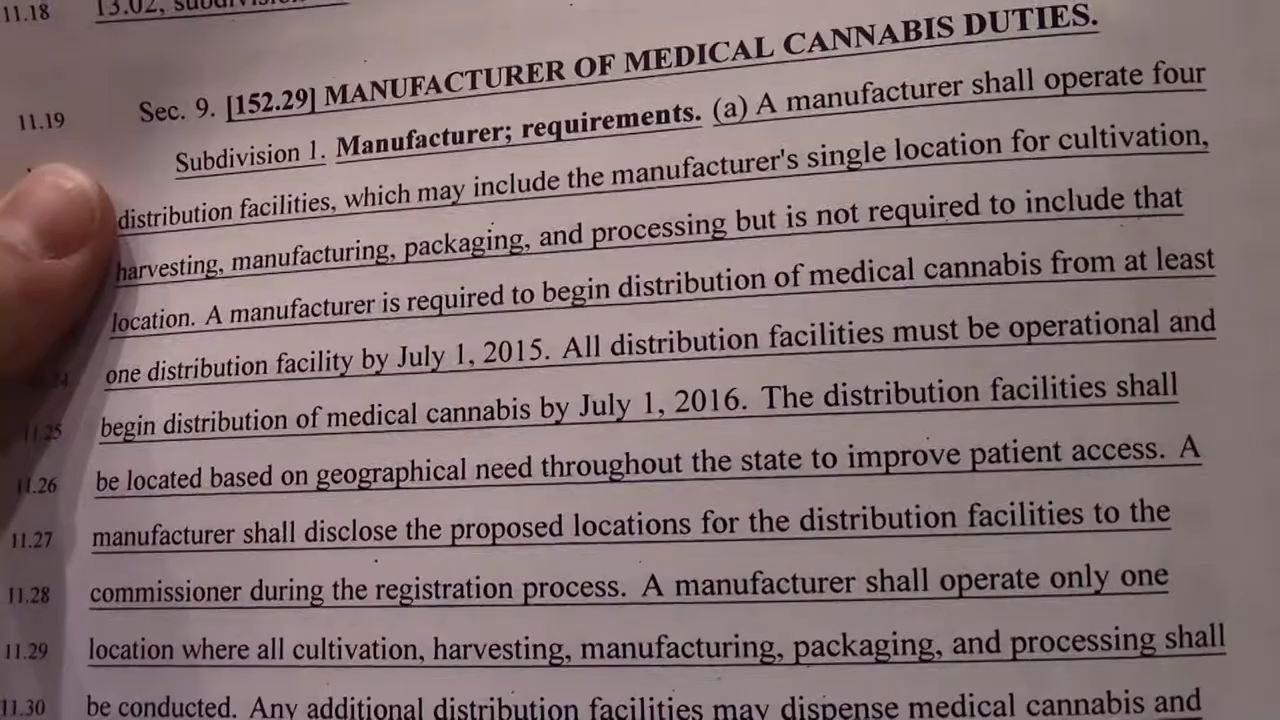 11.18 13.02, subdivision
11.19 Sec. 9. [152.29] MANUFACTURER OF MEDICAL CANNABIS DUTIES.
Subdivision 1. Manufacturer; requirements. (a) A manufacturer shall operate four
distribution facilities, which may include the manufacturer's single location for cultivation,
harvesting, manufacturing, packaging, and processing but is not required to include that
location. A manufacturer is required to begin distribution of medical cannabis from at least
one distribution facility by July 1, 2015. All distribution facilities must be operational and
11.25 begin distribution of medical cannabis by July 1, 2016. The distribution facilities shall
11.26 be located based on geographical need throughout the state to improve patient access. A
11.27 manufacturer shall disclose the proposed locations for the distribution facilities to the
11.28 commissioner during the registration process. A manufacturer shall operate only one
11.29 location where all cultivation, harvesting, manufacturing, packaging, and processing shall
11.30 be conducted. Any additional distribution facilities may dispense medical cannabis and